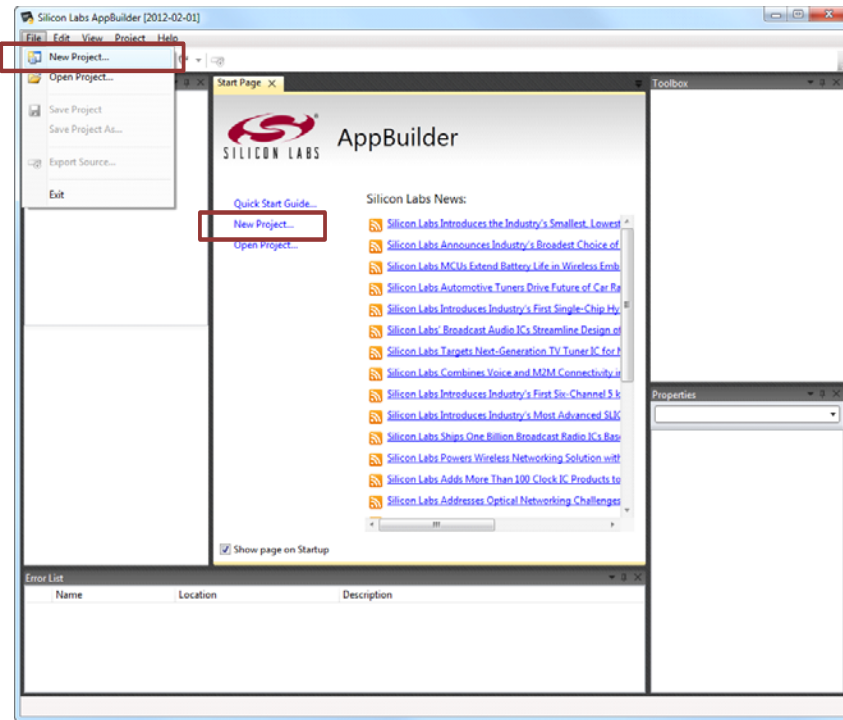 Silicon Labs AppBuilder [2012-02-01]
File Edit View Project Help
New Project...
Open Project...
Save Project
Save Project As...
Export Source...
Exit
Start Page
SILICON LABS
AppBuilder
Quick Start Guide...
New Project...
Open Project...
Silicon Labs News:
Silicon Labs Introduces the Industry's Smallest, Lowest
Silicon Labs Announces Industry's Broadest Choice of
Silicon Labs MCUs Extend Battery Life in Wireless Emb
Silicon Labs Automotive Tuners Drive Future of Car Ra
Silicon Labs Introduces Industry's First Single-Chip Hy
Silicon Labs' Broadcast Audio ICs Streamline Design of
Silicon Labs Targets Next-Generation TV Tuner IC for
Silicon Labs Combines Voice and M2M Connectivity i
Silicon Labs Introduces Industry's First Six-Channel 5 k
Silicon Labs Introduces Industry's Most Advanced SLIC
Silicon Labs Ships One Billion Broadcast Radio ICs Bas
Silicon Labs Powers Wireless Networking Solution with
Silicon Labs Adds More Than 100 Clock IC Products to
Silicon Labs Addresses Optical Networking Challenges
Show page on Startup
Toolbox
Properties
Error List
Name Location Description